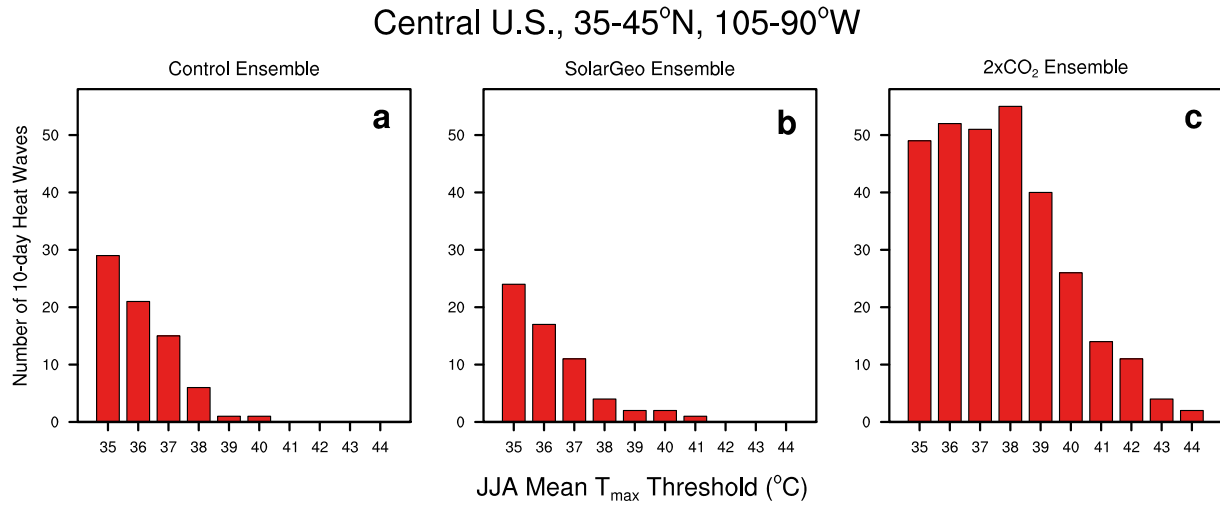 Central U.S., 35-45°N, 105-90°W
Control Ensemble
SolarGeo Ensemble
2xCO₂ Ensemble
Number of 10-day Heat Waves
a
50
40
30
20
10
0
35 36 37 38 39 40 41 42 43 44
b
50
40
30
20
10
0
35 36 37 38 39 40 41 42 43 44
c
50
40
30
20
10
0
35 36 37 38 39 40 41 42 43 44
JJA Mean Tmax Threshold (°C)